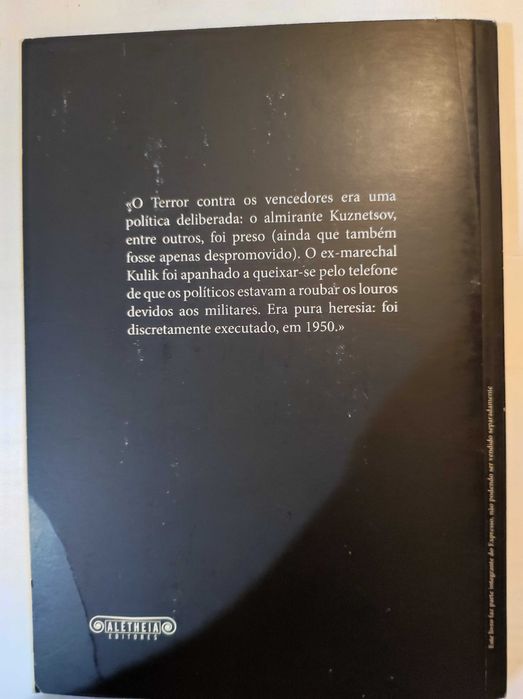 «O Terror contra os vencedores era uma
política deliberada: o almirante Kuznetsov,
entre outros, foi preso (ainda que também
fosse apenas despromovido). O ex-marechal
Kulik foi apanhado a queixar-se pelo telefone
de que os políticos estavam a roubar os louros
devidos aos militares. Era pura heresia: foi
discretamente executado, em 1950.»
Este livro faz parte integrante do Expresso, não podendo ser vendido separadamente
ALETHEIA
EDITORES